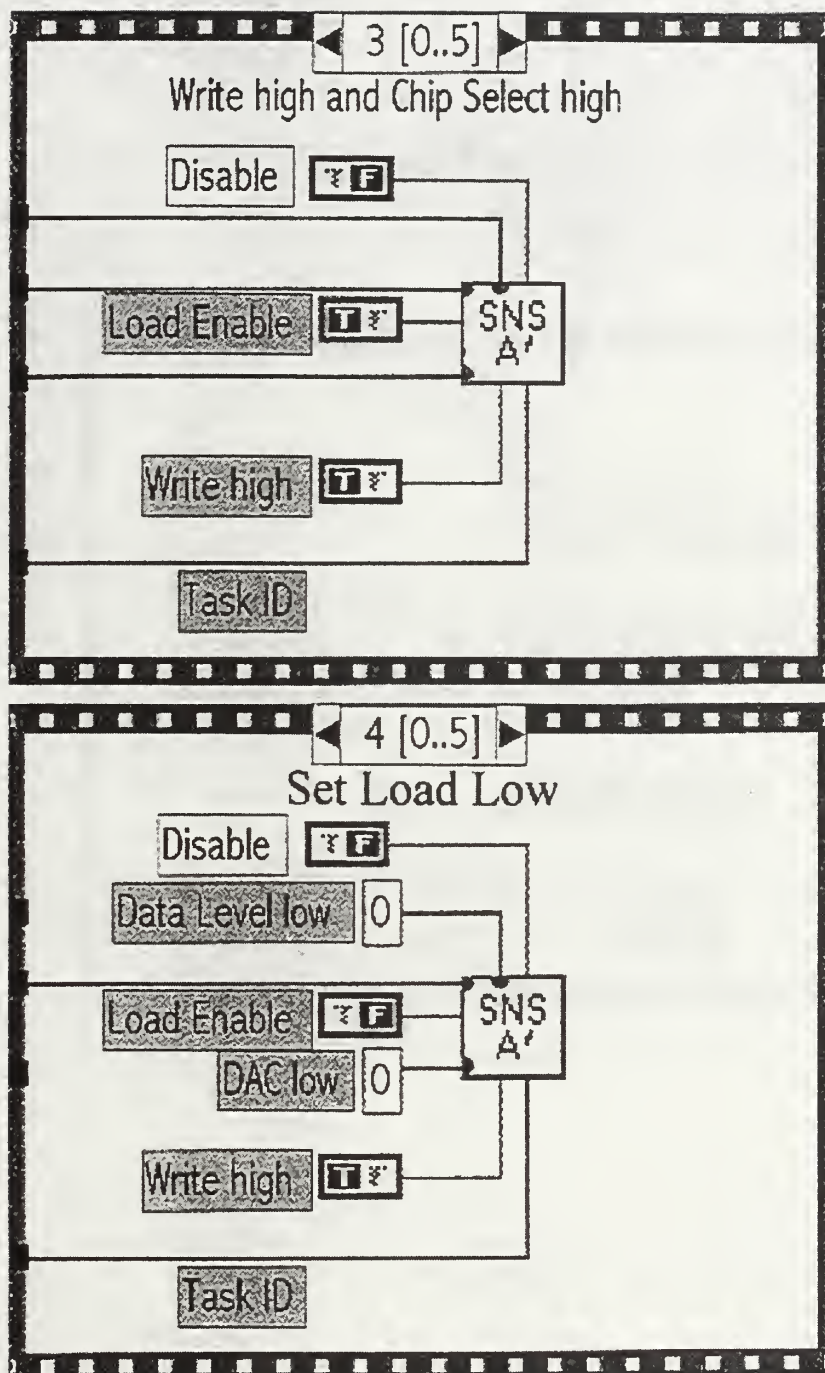 3 [0..5]
Write high and Chip Select high
Disable F
Load Enable T
SNS
A'
Write high T
Task ID
4 [0..5]
Set Load Low
Disable F
Data Level low 0
Load Enable F
SNS
A'
DAC low 0
Write high T
Task ID